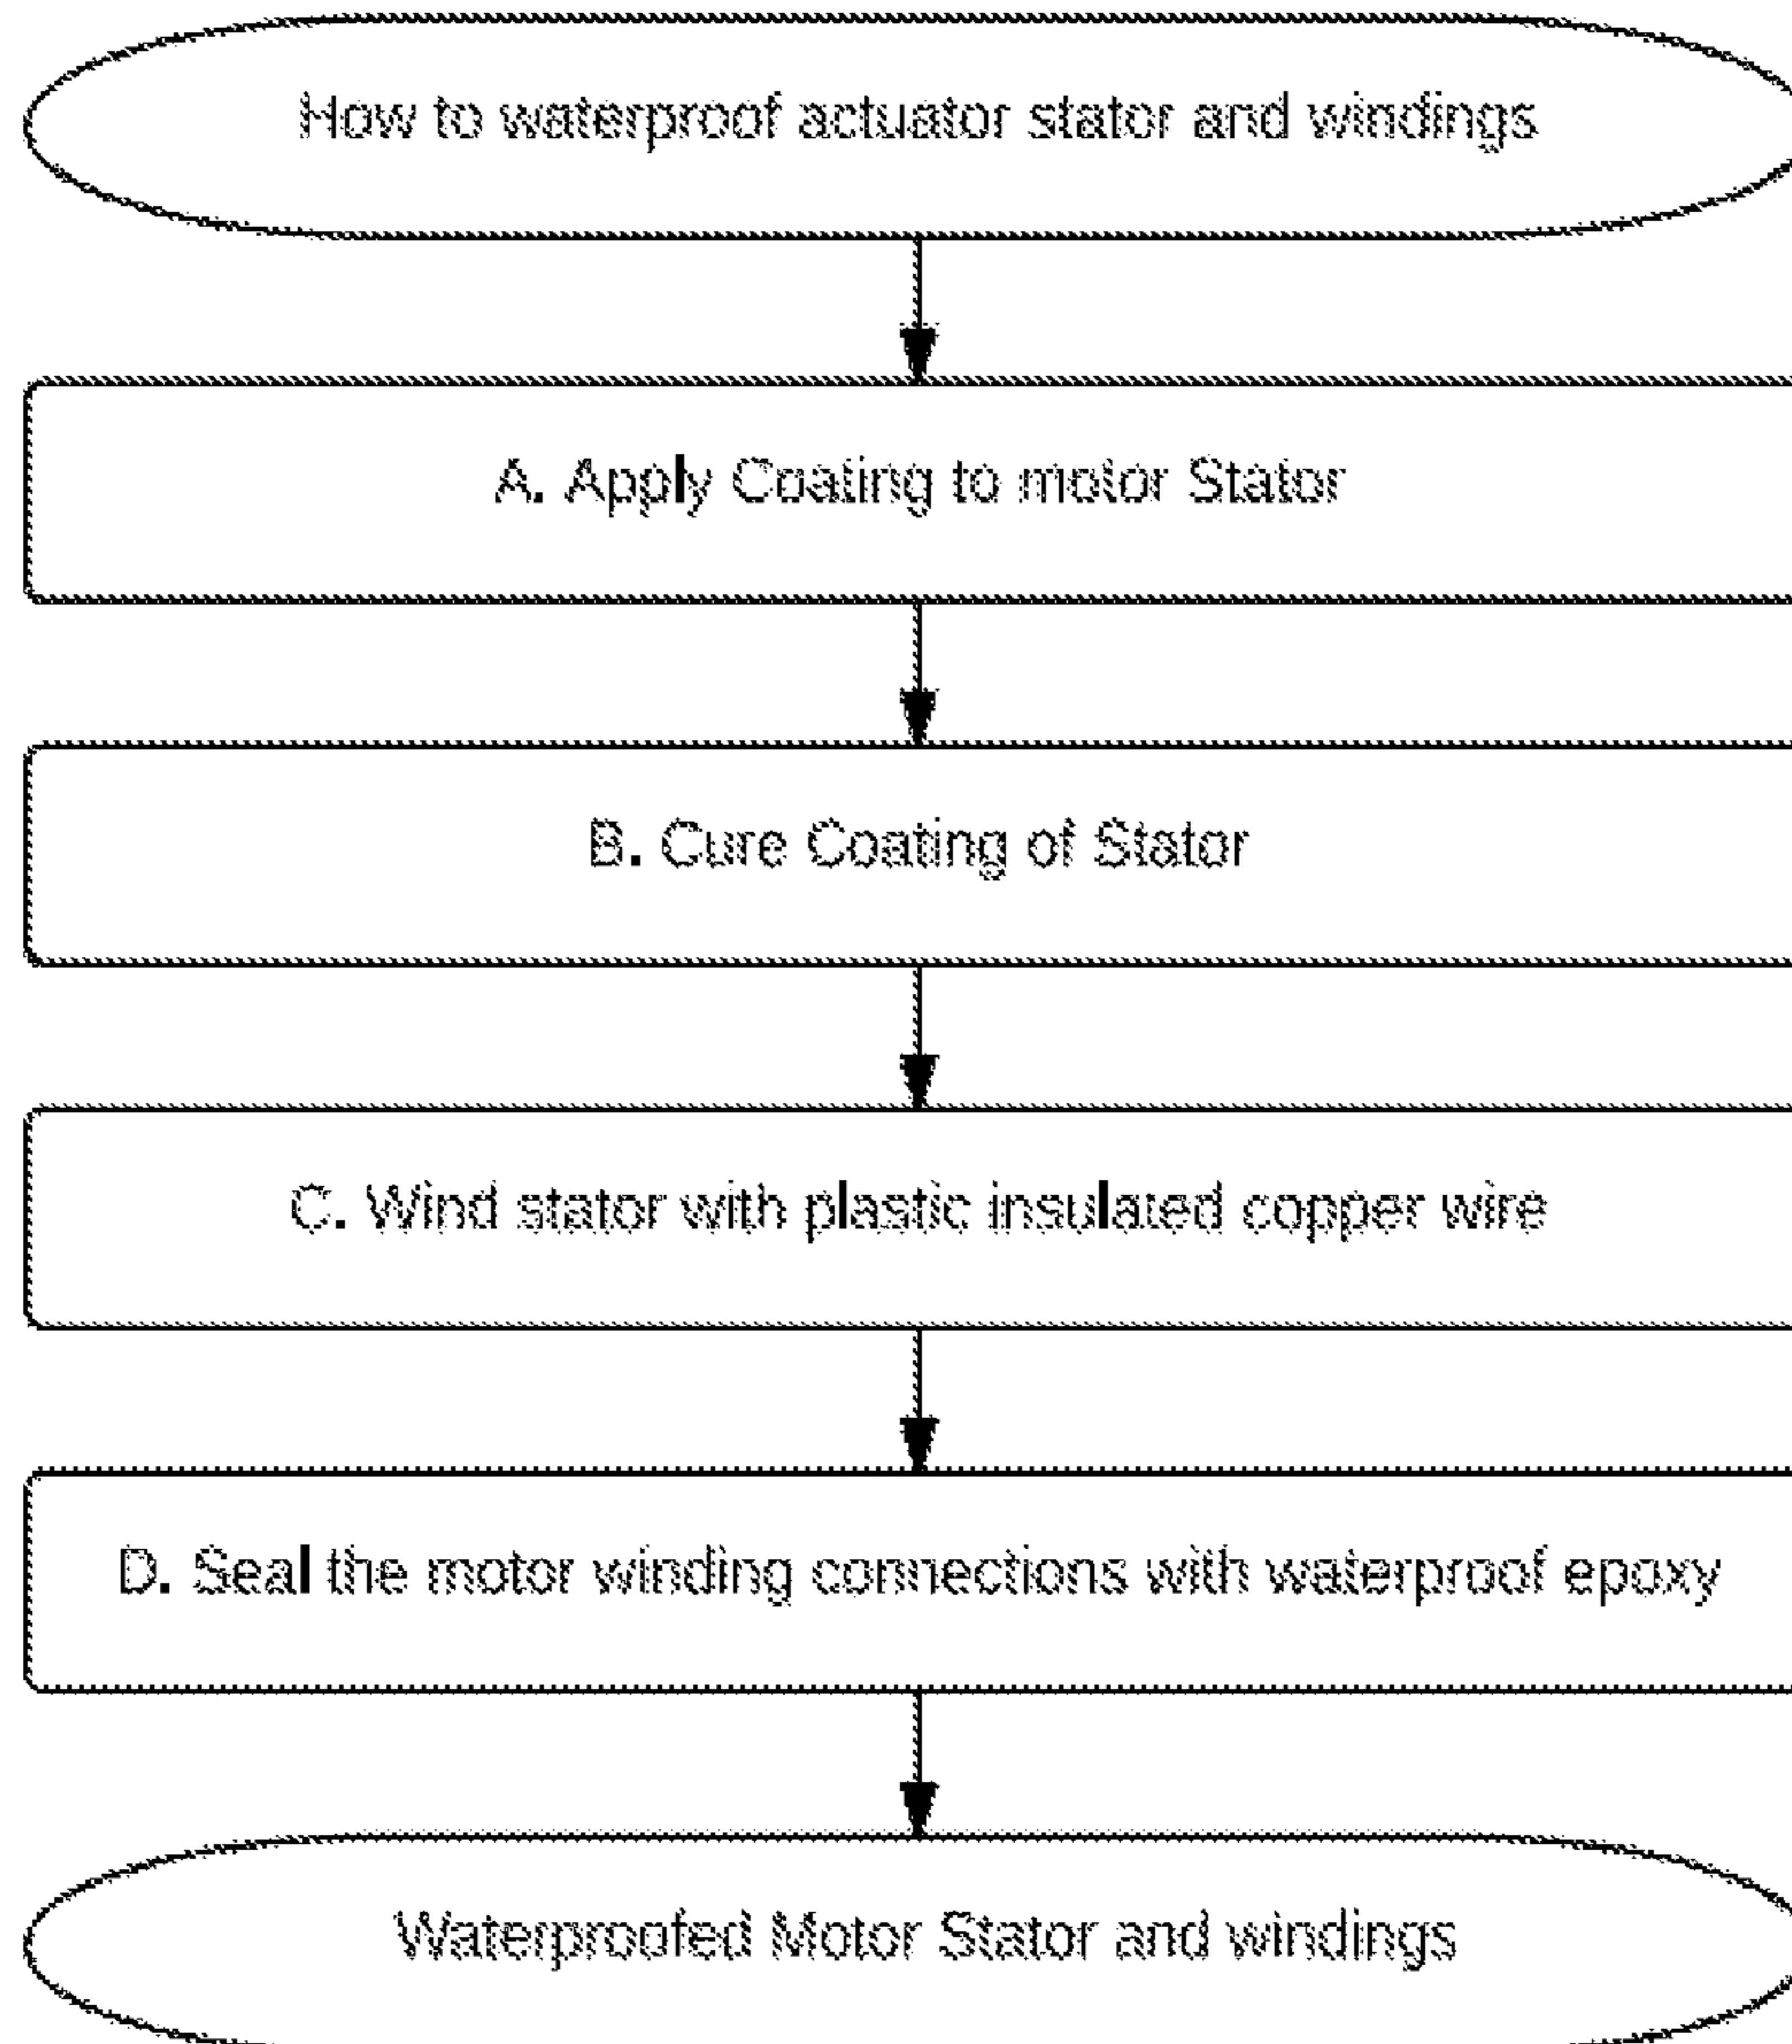 How to waterproof actuator stator and windings
A. Apply Coating to motor Stator
B. Cure Coating of Stator
C. Wind stator with plastic insulated copper wire
D. Seal the motor winding connections with waterproof epoxy
Waterproofed Motor Stator and windings